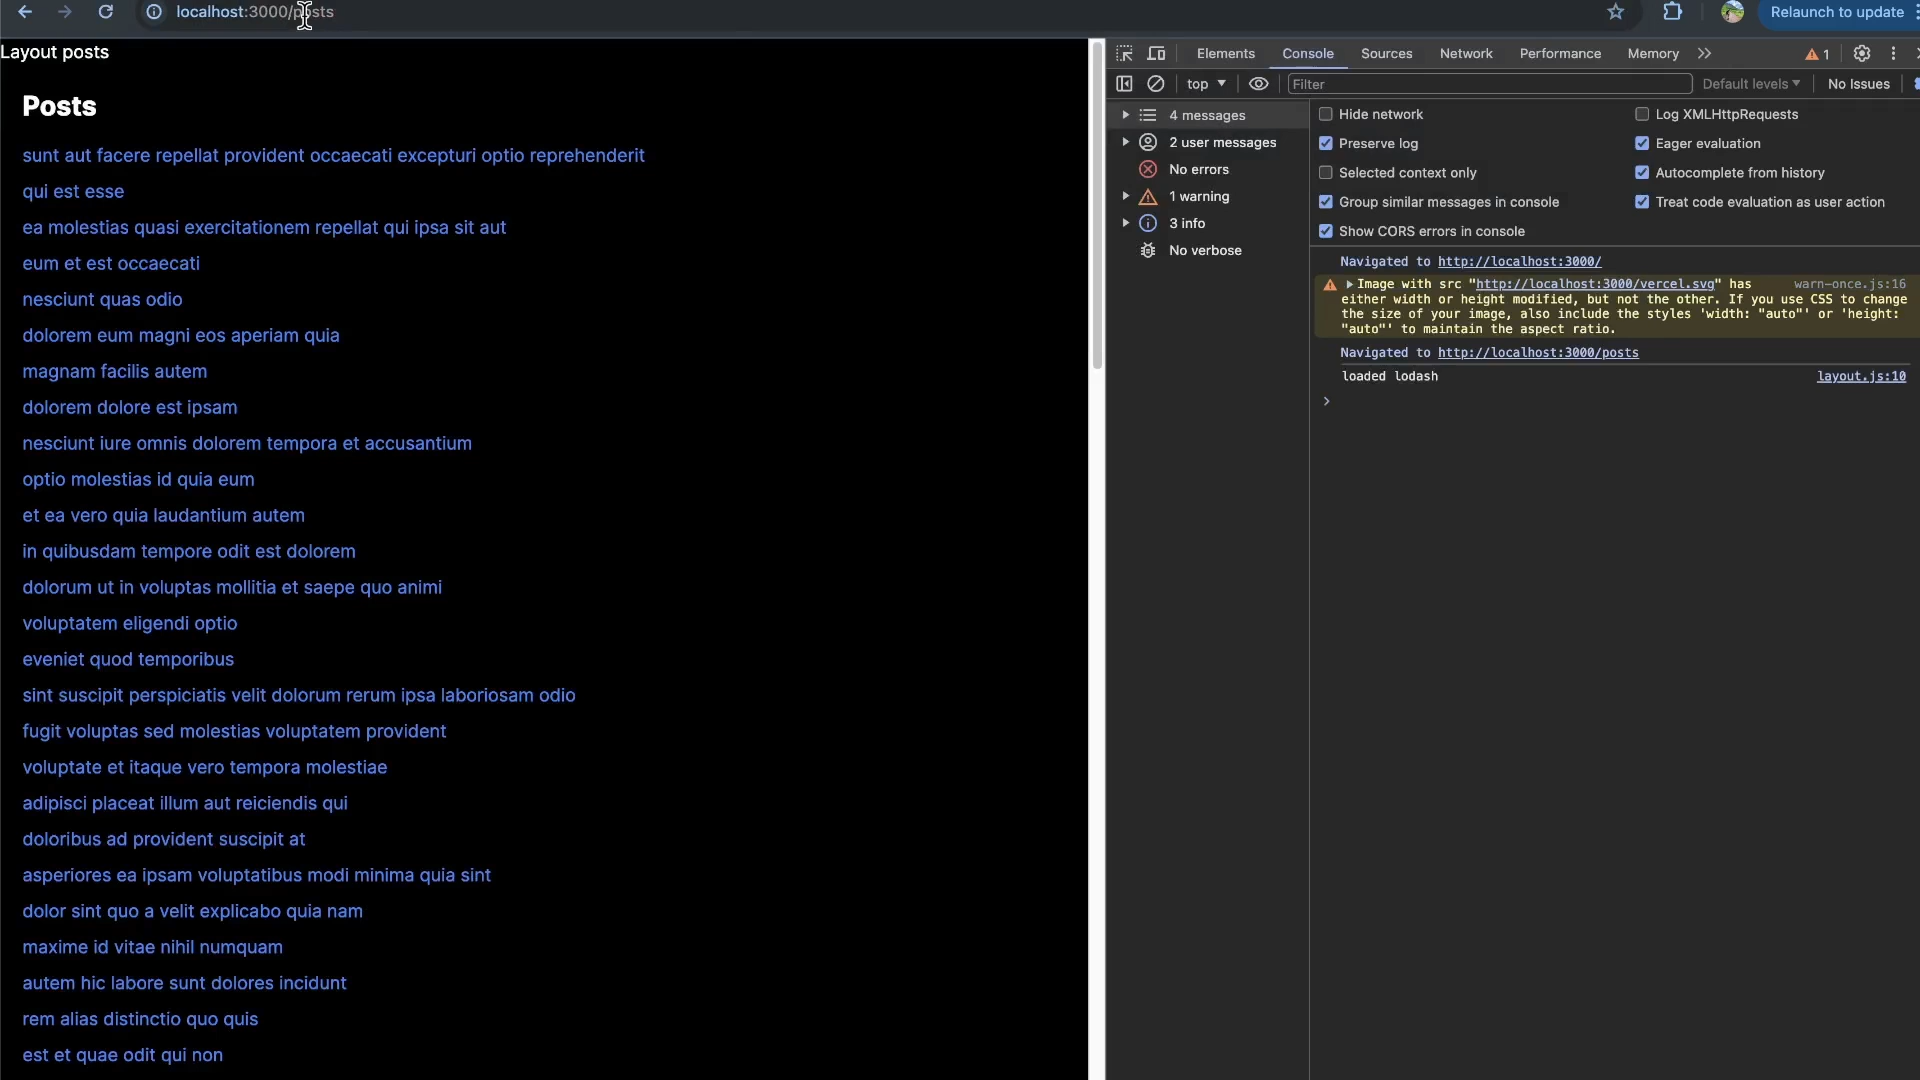 localhost:3000/posts
Relaunch to update
Layout posts
Posts
sunt aut facere repellat provident occaecati excepturi optio reprehenderit
qui est esse
ea molestias quasi exercitationem repellat qui ipsa sit aut
eum et est occaecati
nesciunt quas odio
dolorem eum magni eos aperiam quia
magnam facilis autem
dolorem dolore est ipsam
nesciunt iure omnis dolorem tempora et accusantium
optio molestias id quia eum
et ea vero quia laudantium autem
in quibusdam tempore odit est dolorem
dolorum ut in voluptas mollitia et saepe quo animi
voluptatem eligendi optio
eveniet quod temporibus
sint suscipit perspiciatis velit dolorum rerum ipsa laboriosam odio
fugit voluptas sed molestias voluptatem provident
voluptate et itaque vero tempora molestiae
adipisci placeat illum aut reiciendis qui
doloribus ad provident suscipit at
asperiores ea ipsam voluptatibus modi minima quia sint
dolor sint quo a velit explicabo quia nam
maxime id vitae nihil numquam
autem hic labore sunt dolores incidunt
rem alias distinctio quo quis
est et quae odit qui non
Elements Console Sources Network Performance Memory 1
top Filter Default levels No Issues
4 messages
2 user messages
No errors
1 warning
3 info
No verbose
Hide network Log XMLHttpRequests
Preserve log Eager evaluation
Selected context only Autocomplete from history
Group similar messages in console Treat code evaluation as user action
Show CORS errors in console
Navigated to http://localhost:3000/
Image with src "http://localhost:3000/vercel.svg" has warn-once.js:16
either width or height modified, but not the other. If you use CSS to change
the size of your image, also include the styles 'width: "auto"' or 'height:
"auto"' to maintain the aspect ratio.
Navigated to http://localhost:3000/posts
loaded lodash layout.js:10